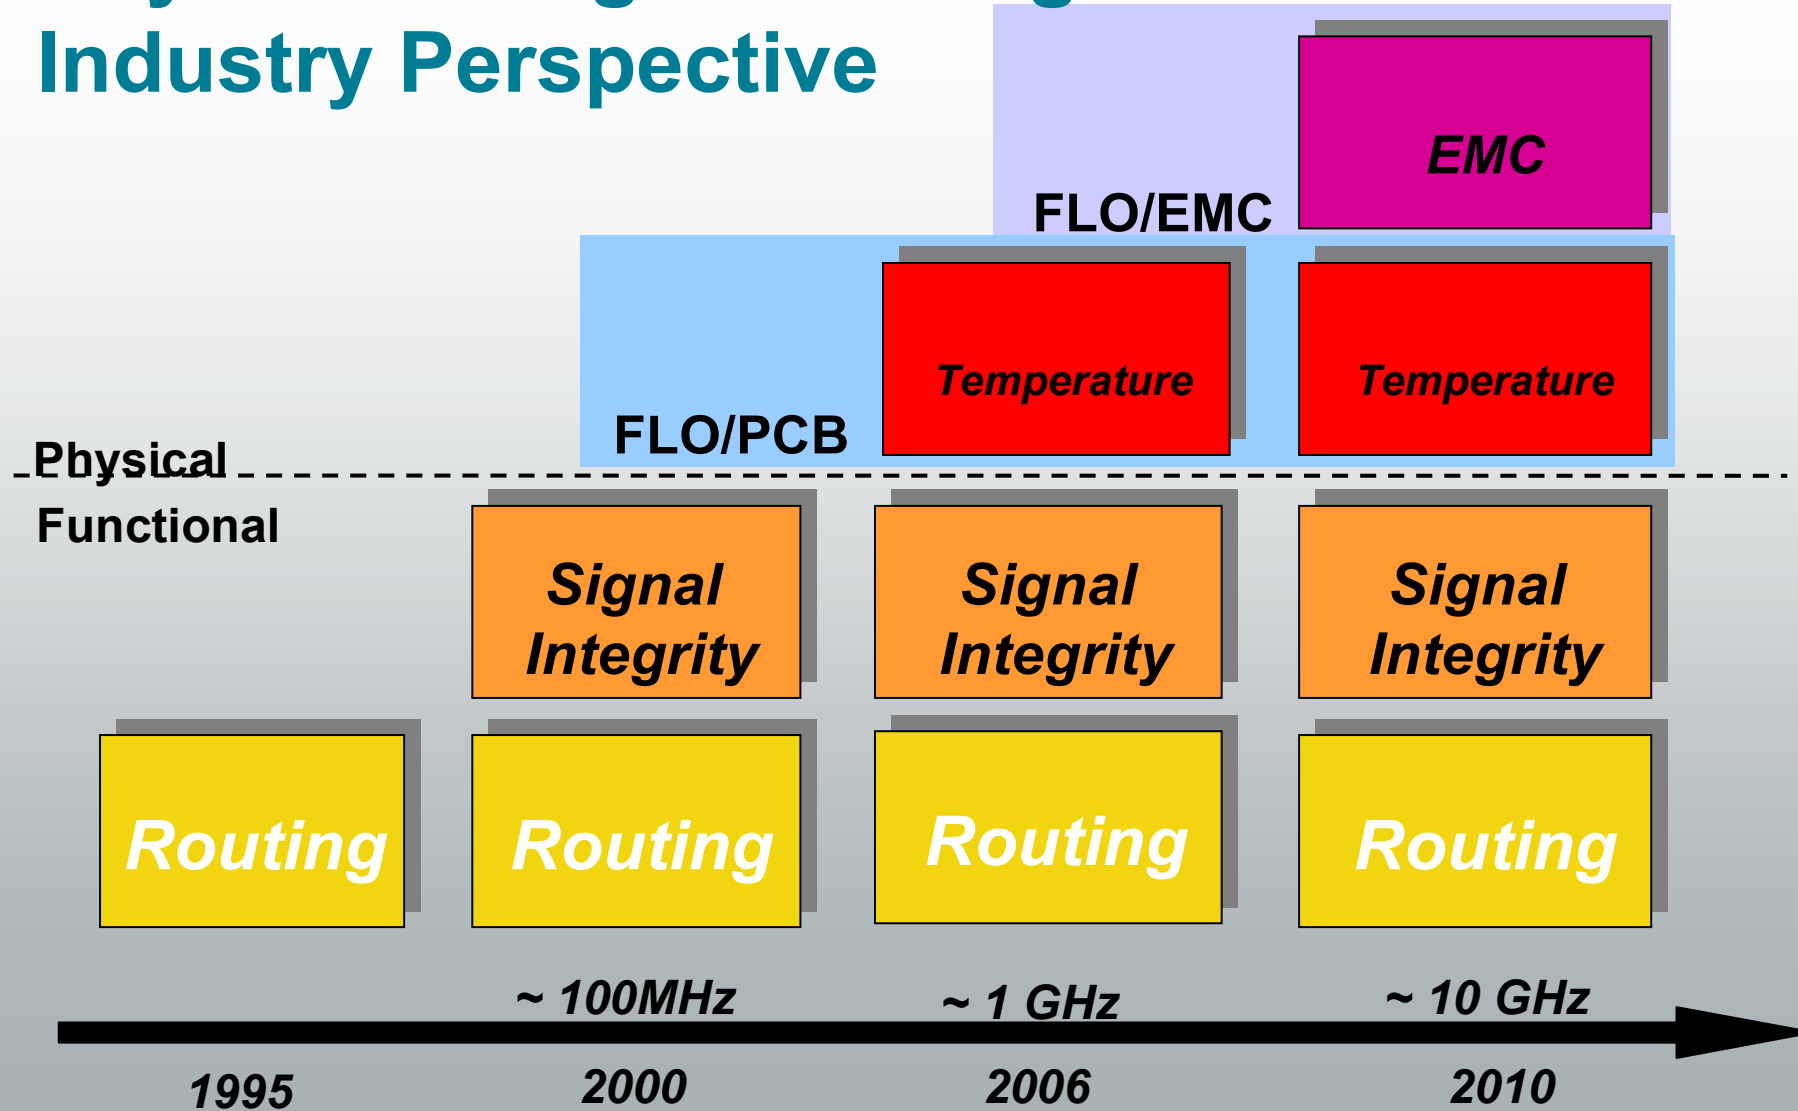 Industry Perspective
EMC
FLO/EMC
Temperature
Temperature
FLO/PCB
Physical
Functional
Signal
Integrity
Signal
Integrity
Signal
Integrity
Routing
Routing
Routing
Routing
~ 100MHz
~ 1 GHz
~ 10 GHz
1995
2000
2006
2010